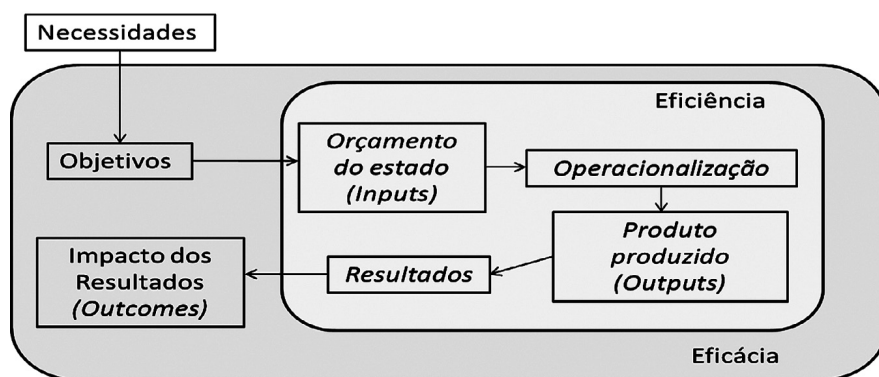 Necessidades
Eficiência
Objetivos
Orçamento
do estado
(Inputs)
Operacionalização
Produto
produzido
(Outputs)
Resultados
Impacto dos
Resultados
(Outcomes)
Eficácia